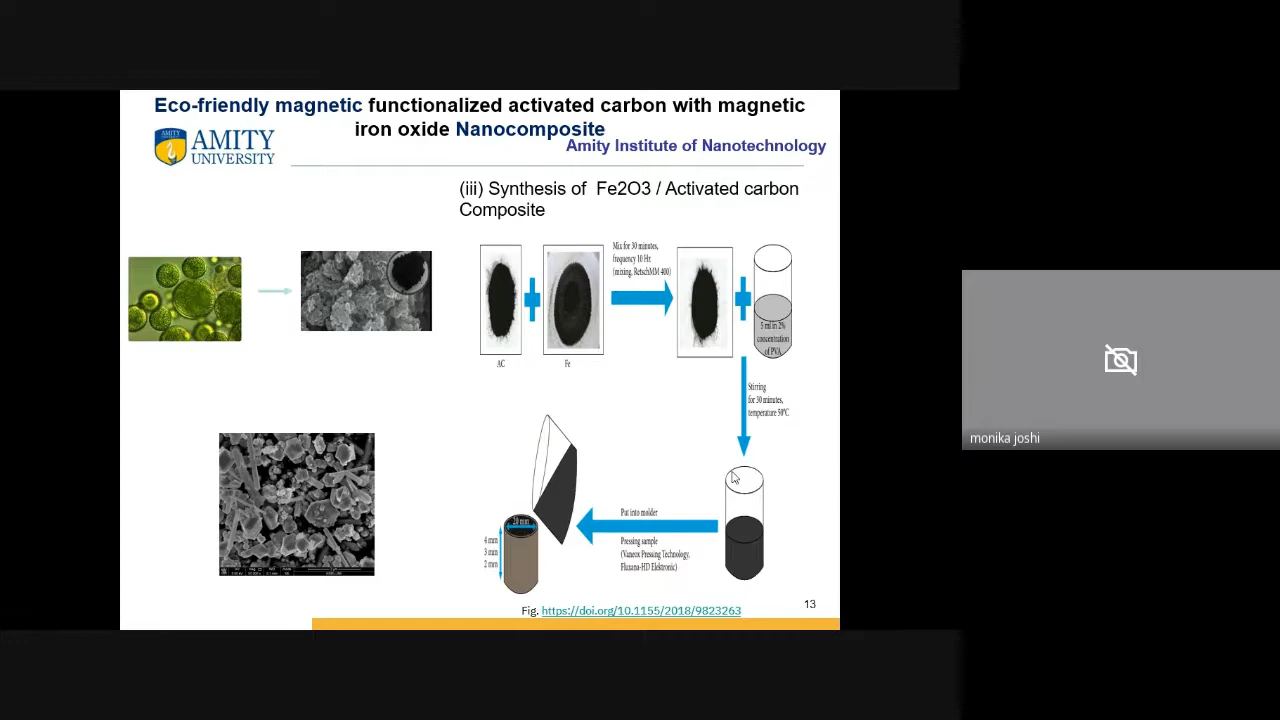 Eco-friendly magnetic functionalized activated carbon with magnetic
iron oxide Nanocomposite
AMITY
AMITY
UNIVERSITY
Amity Institute of Nanotechnology
(iii) Synthesis of Fe2O3 / Activated carbon
Composite
Mix for 30 minutes,
frequency 10 Hz
(mixing, RetschMM 400)
5 ml in 2%
concentration
of PVA
AC
Fe
Stirring
for 30 minutes,
temperature 50°C
Put into molder
Pressing sample
(Vaneox Pressing Technology,
Fluxana-HD Elektronic)
20 mm
4 mm
3 mm
2 mm
Fig. https://doi.org/10.1155/2018/9823263
13
monika joshi